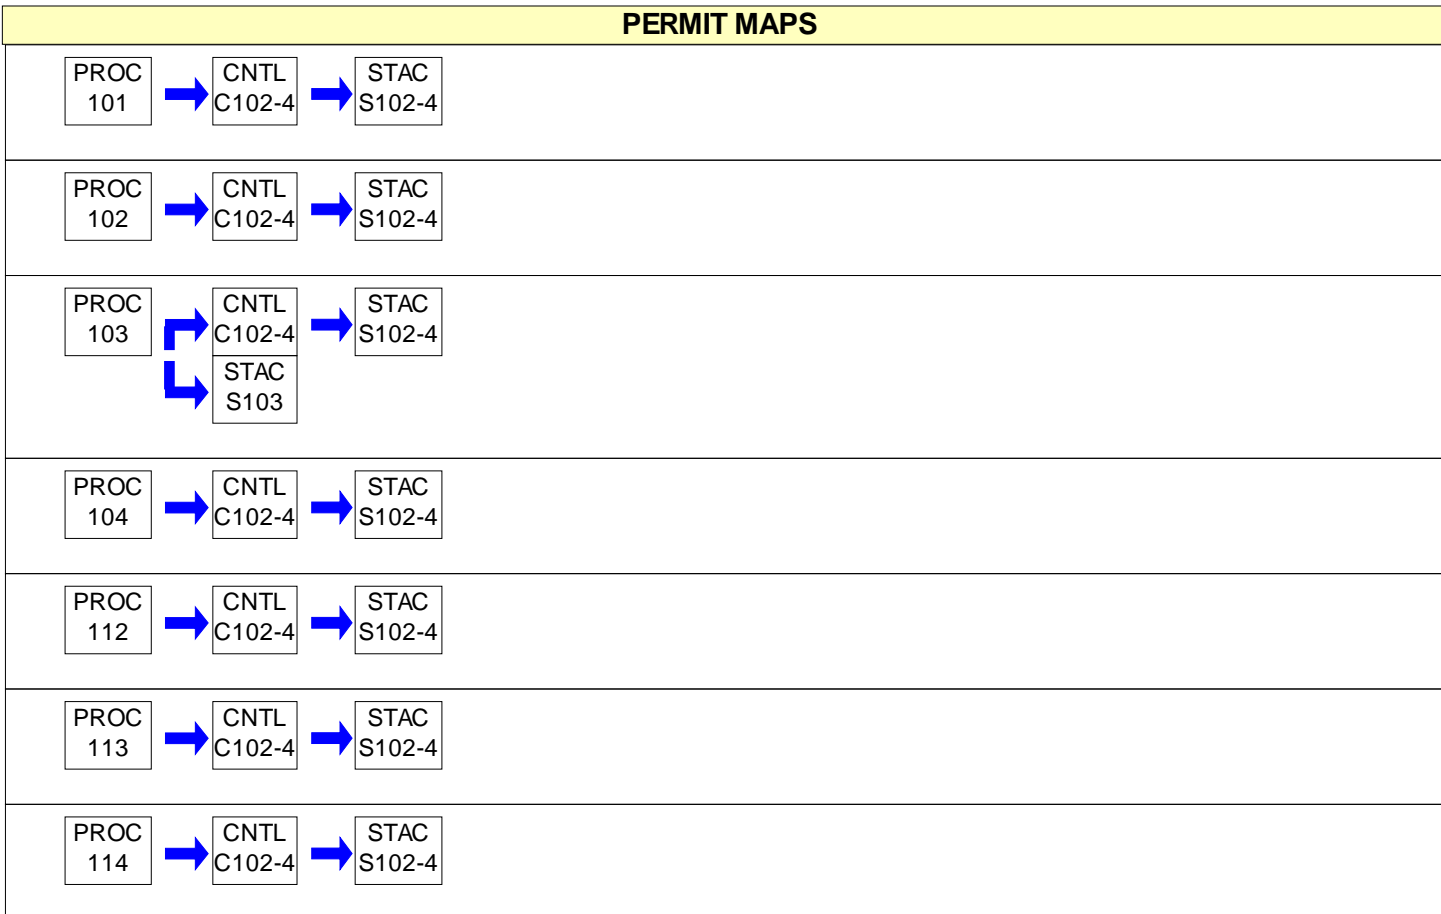 PERMIT MAPS
PROC CNTL STAC
101 C102-4 S102-4
PROC CNTL STAC
102 C102-4 S102-4
PROC CNTL STAC
103 C102-4 S102-4
STAC
S103
PROC CNTL STAC
104 C102-4 S102-4
PROC CNTL STAC
112 C102-4 S102-4
PROC CNTL STAC
113 C102-4 S102-4
PROC CNTL STAC
114 C102-4 S102-4